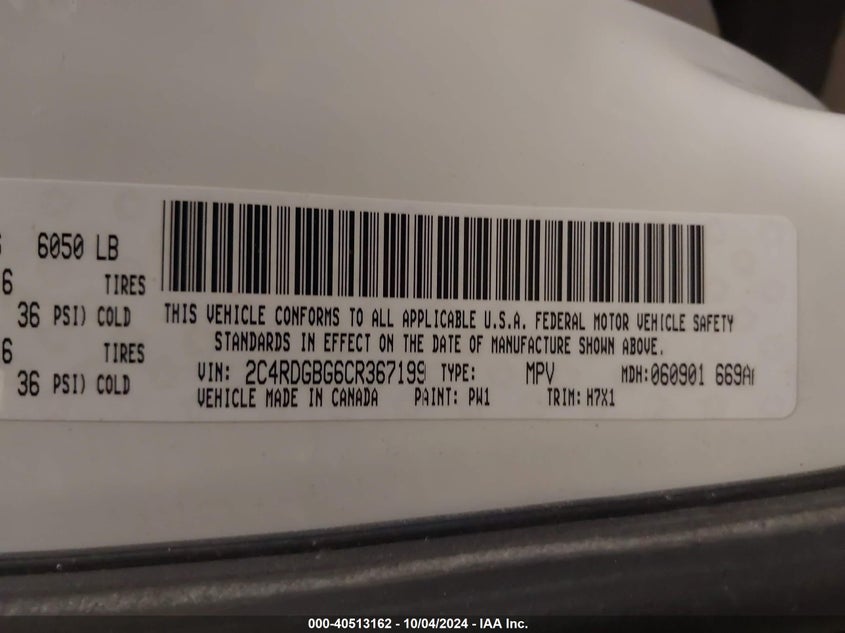 6050 LB
6 TIRES
36 PSI) COLD
6 TIRES
36 PSI) COLD
THIS VEHICLE CONFORMS TO ALL APPLICABLE U.S.A. FEDERAL MOTOR VEHICLE SAFETY
STANDARDS IN EFFECT ON THE DATE OF MANUFACTURE SHOWN ABOVE.
VIN: 2C4RDGBG6CR367199 TYPE: MPV MDH:060901 669A
VEHICLE MADE IN CANADA PAINT: PW1 TRIM: H7X1
000-40513162 - 10/04/2024 - IAA Inc.